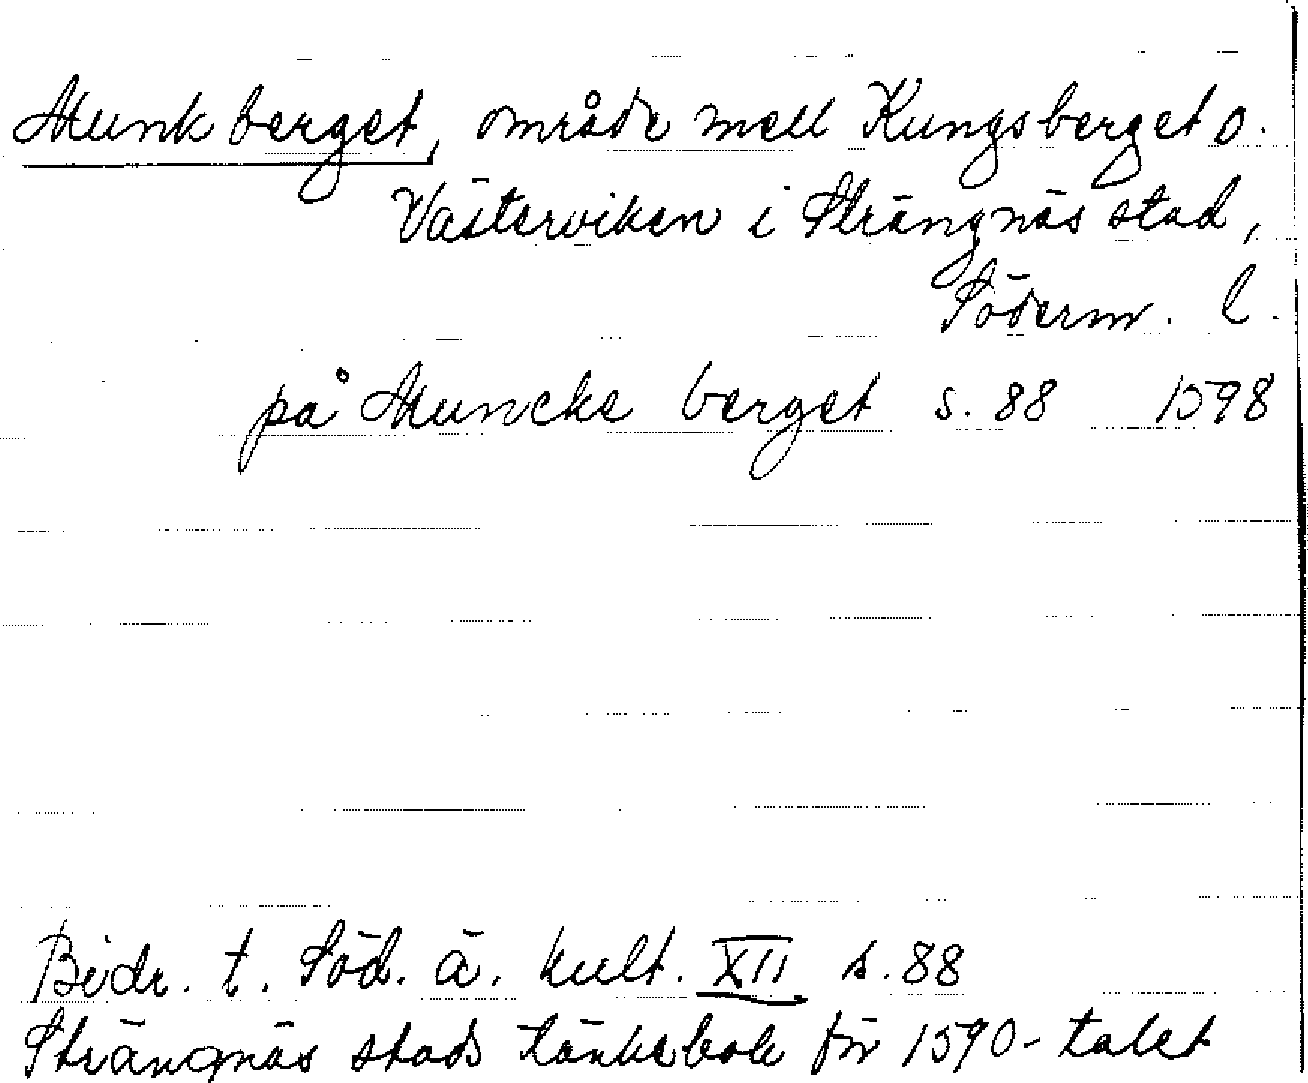 Munkberget, område mell Kungsberget o.
Västerviken i Strängnäs stad,
Söderm. l.
på Muncke berget s. 88 1598
Bidr. t. Söd. ä. kult. XII s. 88
Strängnäs stads tänkebok för 1590-talet